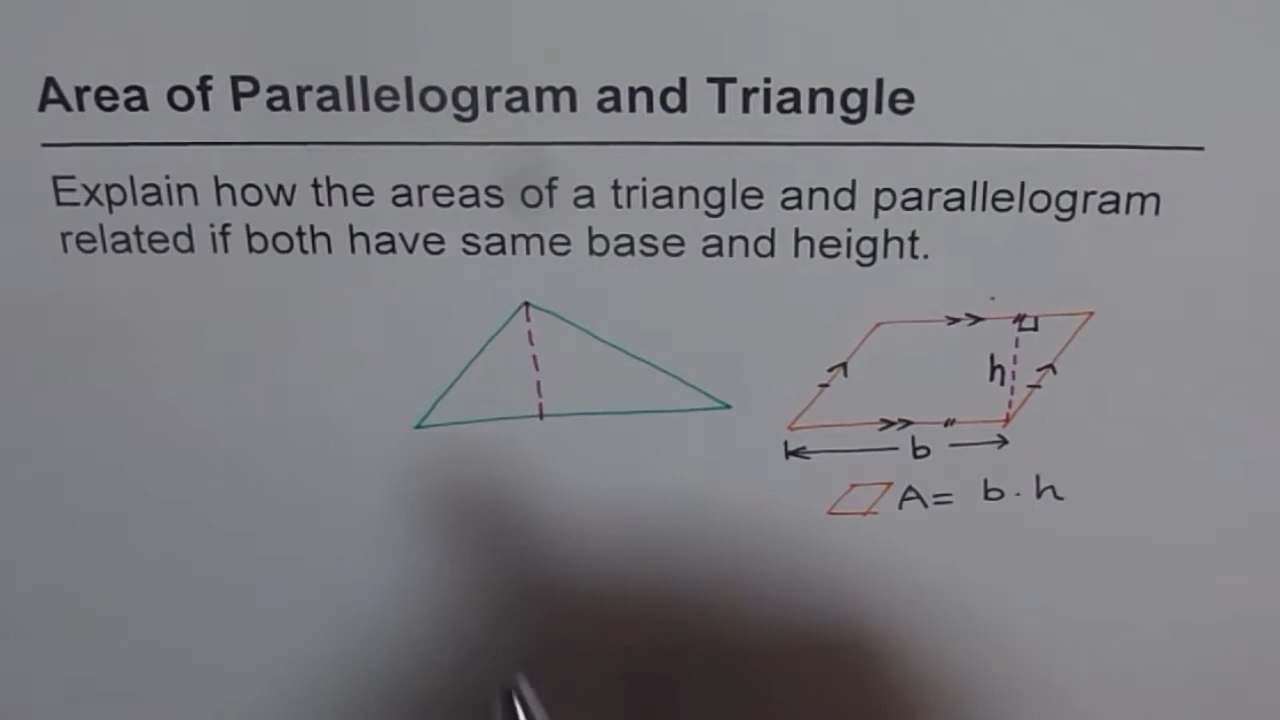 Area of Parallelogram and Triangle
Explain how the areas of a triangle and parallelogram
related if both have same base and height.
h
b
A= b.h